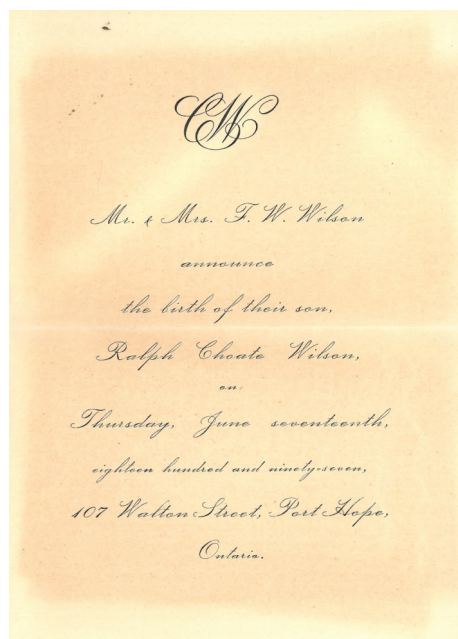 CW
Mr. & Mrs. F. W. Wilson
announce
the birth of their son,
Ralph Choate Wilson,
on
Thursday, June seventeenth,
eighteen hundred and ninety-seven,
107 Walton Street, Port Hope,
Ontario.